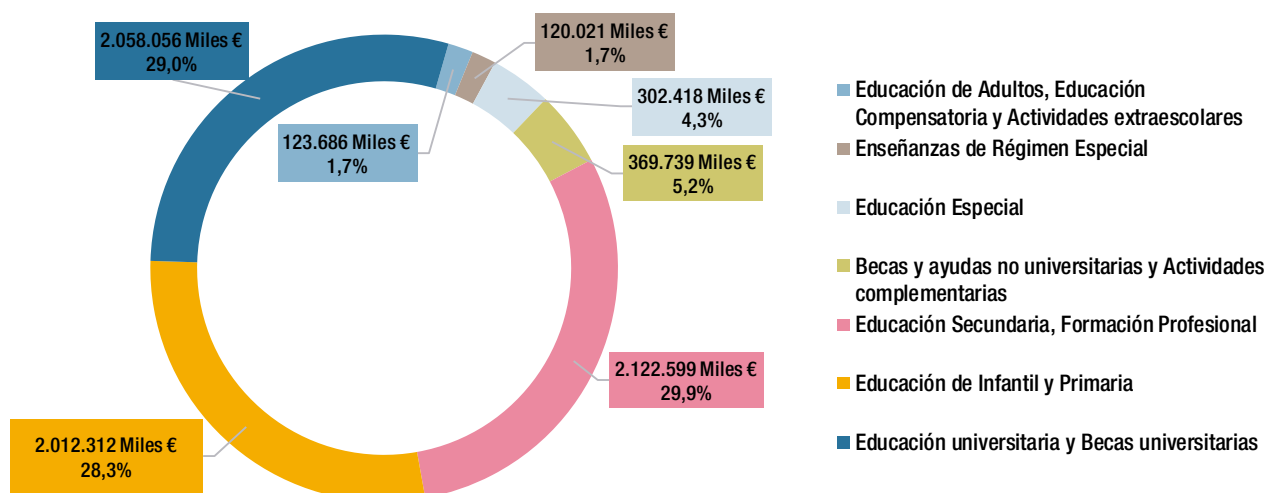 2.058.056 Miles €
29,0%
120.021 Miles €
1,7%
302.418 Miles €
4,3%
123.686 Miles €
1,7%
369.739 Miles €
5,2%
2.122.599 Miles €
29,9%
2.012.312 Miles €
28,3%
Educación de Adultos, Educación
Compensatoria y Actividades extraescolares
Enseñanzas de Régimen Especial
Educación Especial
Becas y ayudas no universitarias y Actividades
complementarias
Educación Secundaria, Formación Profesional
Educación de Infantil y Primaria
Educación universitaria y Becas universitarias